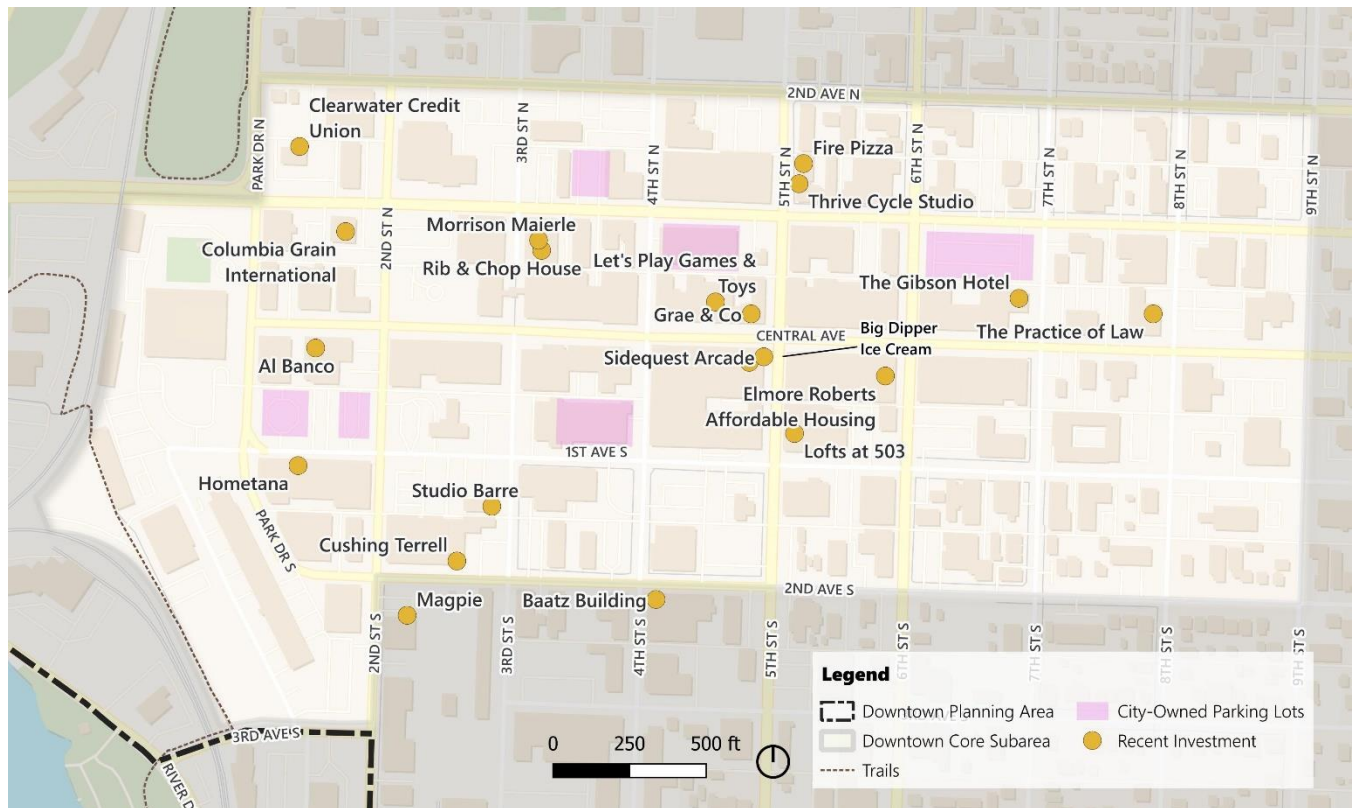 2ND AVE N
Clearwater Credit
Union
PARK DR N
3RD ST N
4TH ST N
5TH ST N
6TH ST N
7TH ST N
8TH ST N
9TH ST N
Fire Pizza
Thrive Cycle Studio
2ND ST N
Columbia Grain
International
Morrison Maierle
Rib & Chop House
Let's Play Games &
Toys
Grae & Co
The Gibson Hotel
The Practice of Law
CENTRAL AVE
Big Dipper
Ice Cream
Sidequest Arcade
Al Banco
Elmore Roberts
Affordable Housing
Lofts at 503
1ST AVE S
Hometana
Studio Barre
PARK DR S
Cushing Terrell
2ND AVE S
Magpie
Baatz Building
2ND ST S
3RD ST S
4TH ST S
5TH ST S
6TH ST S
7TH ST S
8TH ST S
9TH ST S
3RD AVE S
RIVER D
0 250 500 ft
Legend
Downtown Planning Area
Downtown Core Subarea
Trails
City-Owned Parking Lots
Recent Investment